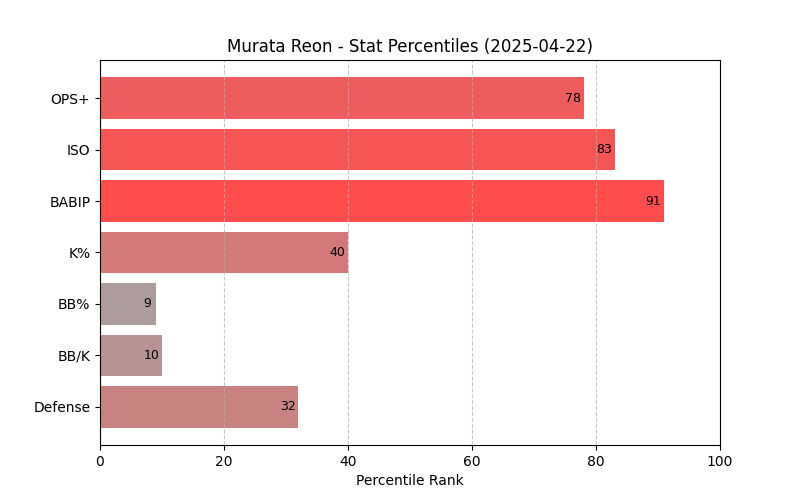 Murata Reon - Stat Percentiles (2025-04-22)
OPS+ 78
ISO 83
BABIP 91
K% 40
BB% 9
BB/K 10
Defense 32
0 20 40 60 80 100
Percentile Rank